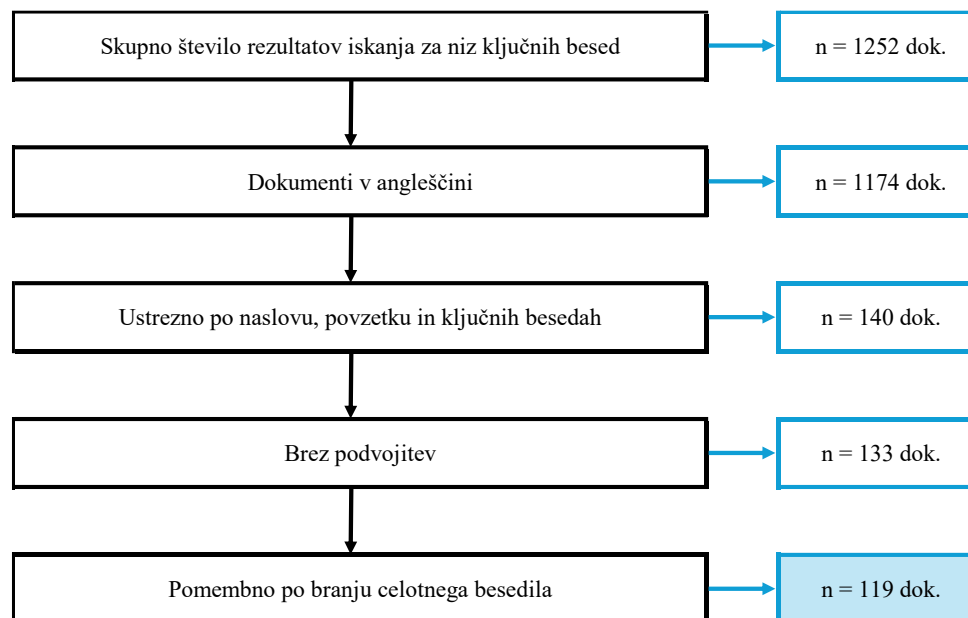 Skupno število rezultatov iskanja za niz ključnih besed
n = 1252 dok.
Dokumenti v angleščini
n = 1174 dok.
Ustrezno po naslovu, povzetku in ključnih besedah
n = 140 dok.
Brez podvojitev
n = 133 dok.
Pomembno po branju celotnega besedila
n = 119 dok.